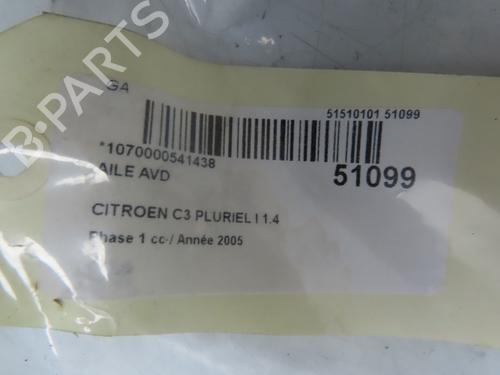 GA
51510101 51099
*1070000541438
AILE AVD
51099
CITROEN C3 PLURIEL I 1.4
Phase 1 cc / Année 2005
B-PARTS